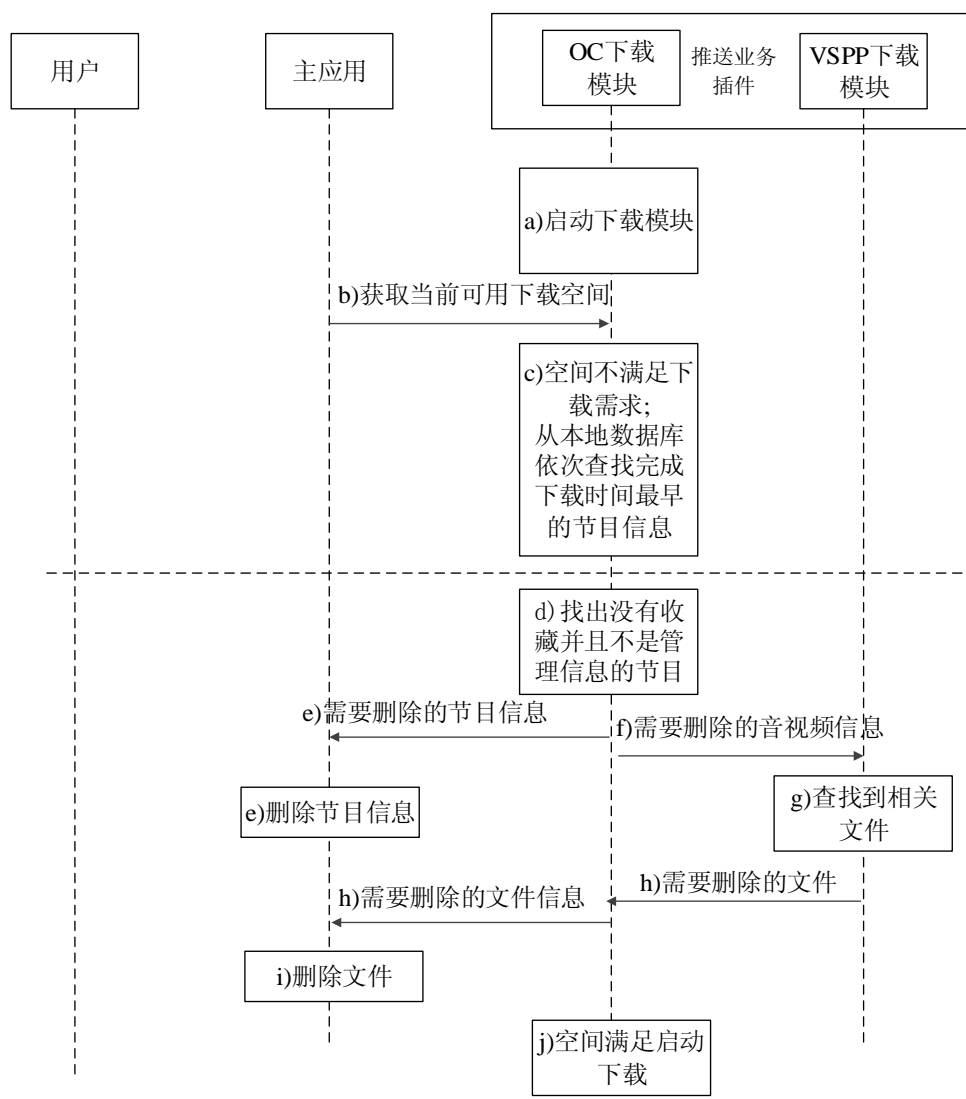 用户
主应用
OC下载
模块
推送业务
插件
VSPP下载
模块
a)启动下载模块
b)获取当前可用下载空间
c)空间不满足下
载需求;
从本地数据库
依次查找完成
下载时间最早
的节目信息
d)找出没有收
藏并且不是管
理信息的节目
e)需要删除的节目信息
f)需要删除的音视频信息
e)删除节目信息
g)查找到相关
文件
h)需要删除的文件
h)需要删除的文件信息
i)删除文件
j)空间满足启动
下载